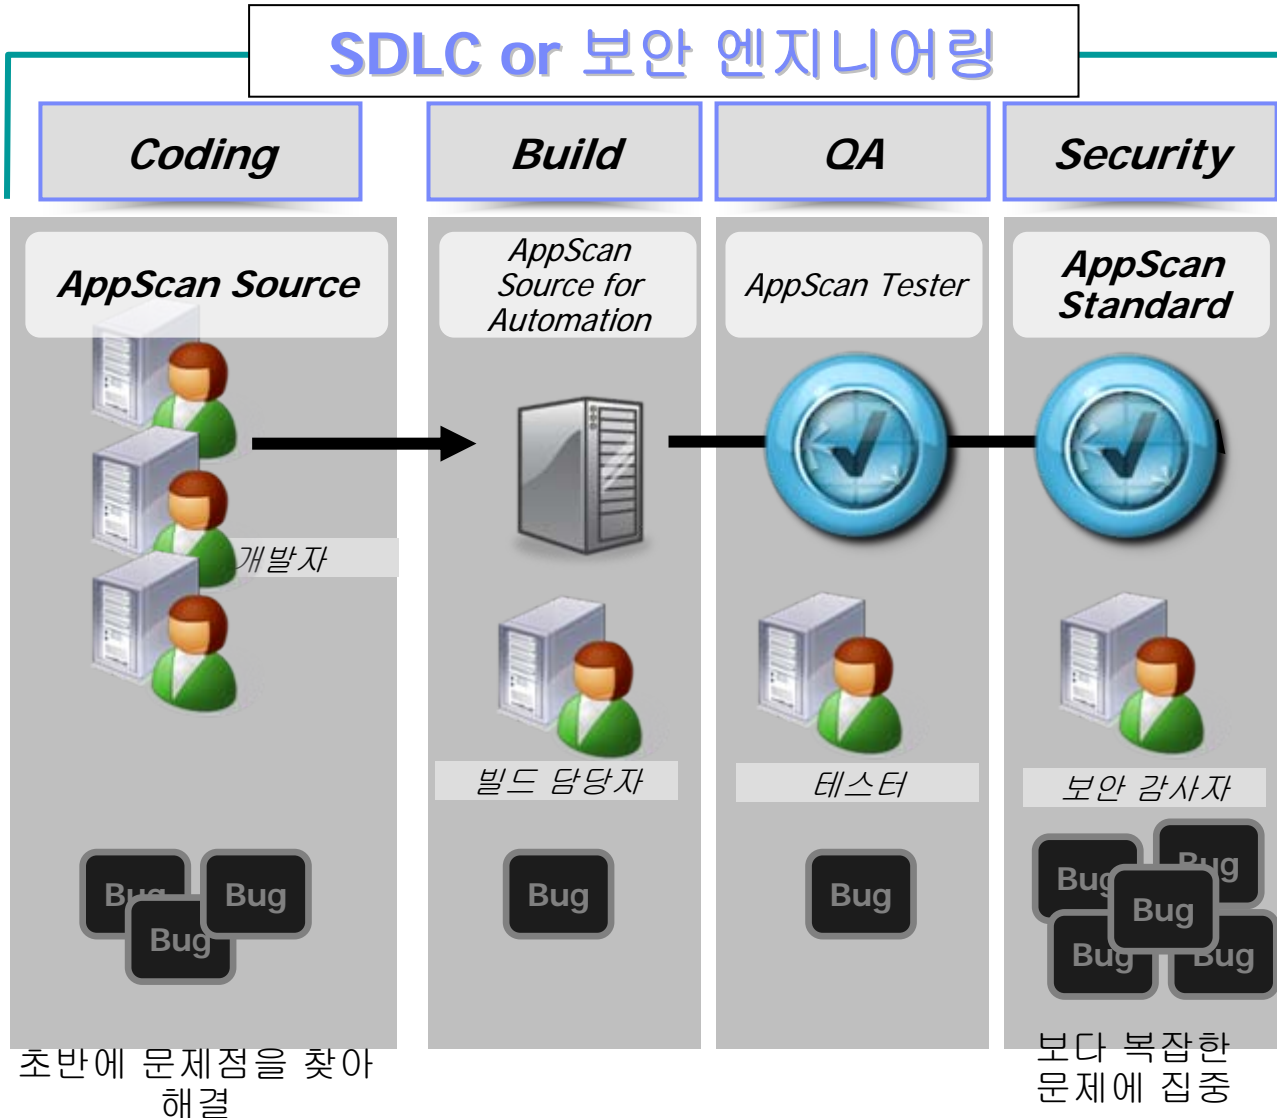 SDLC or 보안 엔지니어링
Coding
Build
QA
Security
AppScan Source
AppScan
Source for
Automation
AppScan Tester
AppScan
Standard
개발자
빌드 담당자
테스터
보안 감사자
Bug
Bug
Bug
Bug
Bug
Bug
Bug
Bug
Bug
Bug
초반에 문제점을 찾아
해결
보다 복잡한
문제에 집중